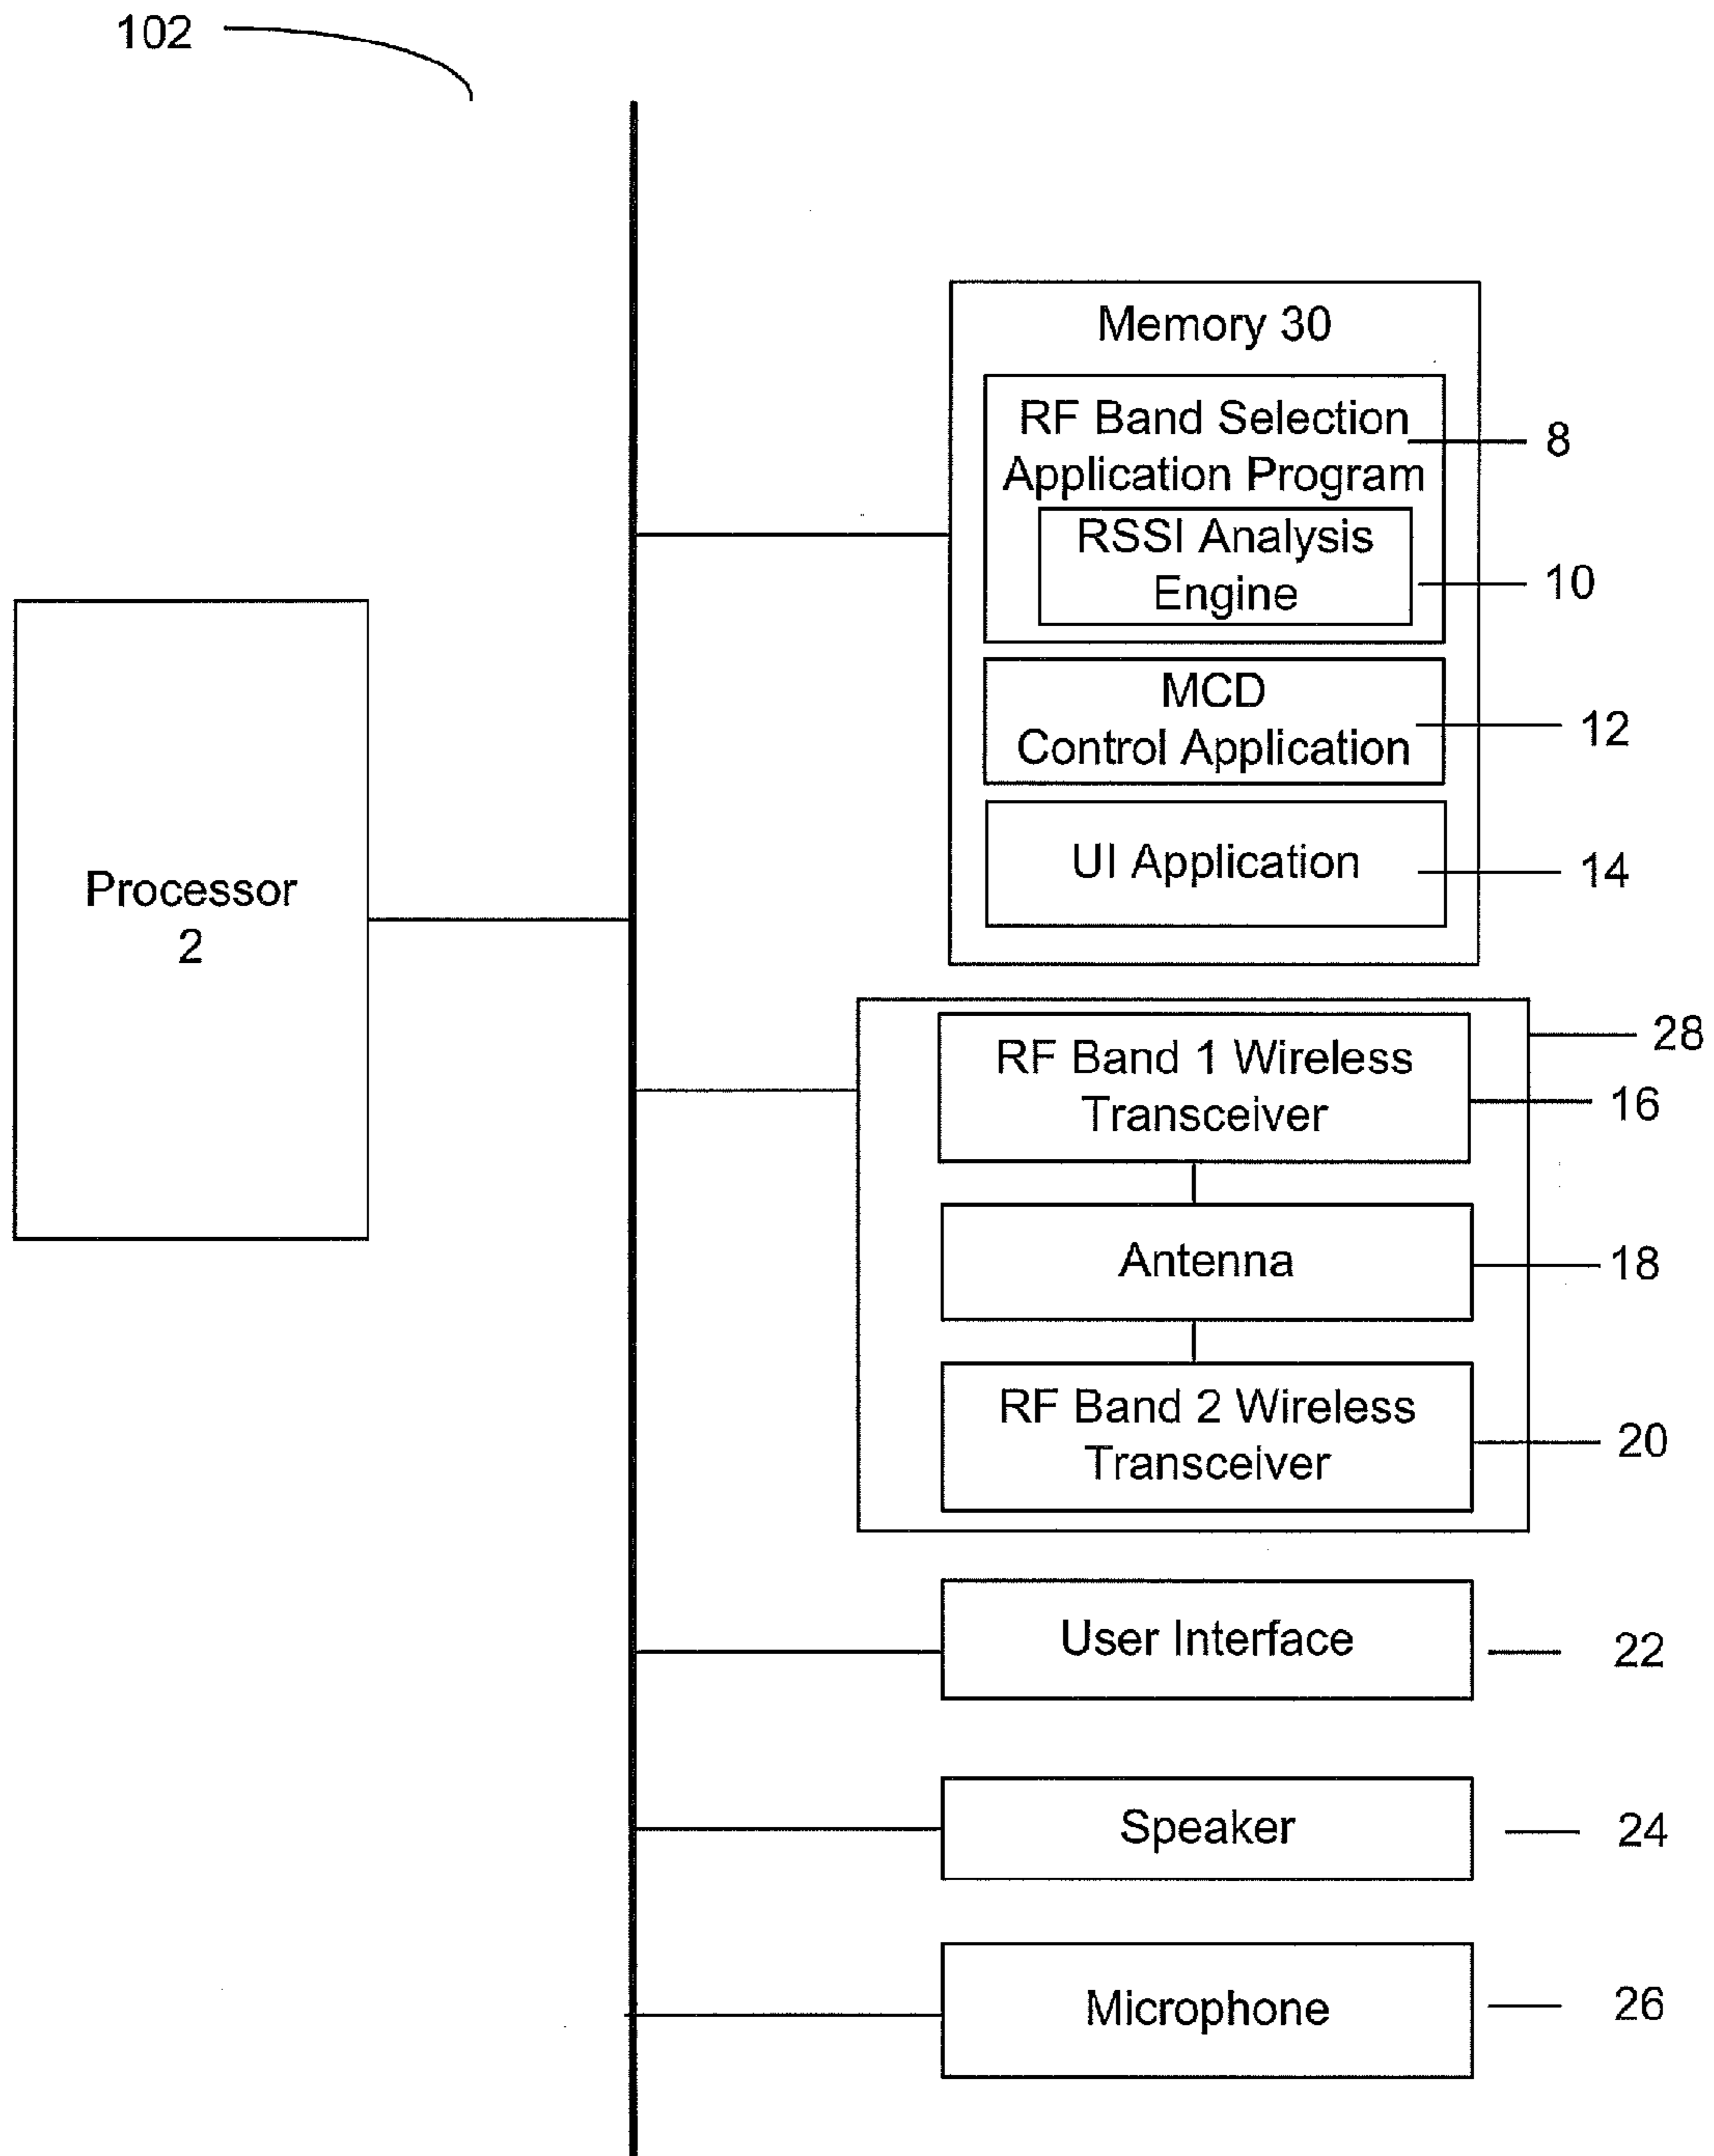 102
Memory 30
RF Band Selection
Application Program
8
RSSI Analysis
Engine
10
MCD
Control Application
12
UI Application
14
Processor
2
28
RF Band 1 Wireless
Transceiver
16
Antenna
18
RF Band 2 Wireless
Transceiver
20
User Interface
22
Speaker
24
Microphone
26